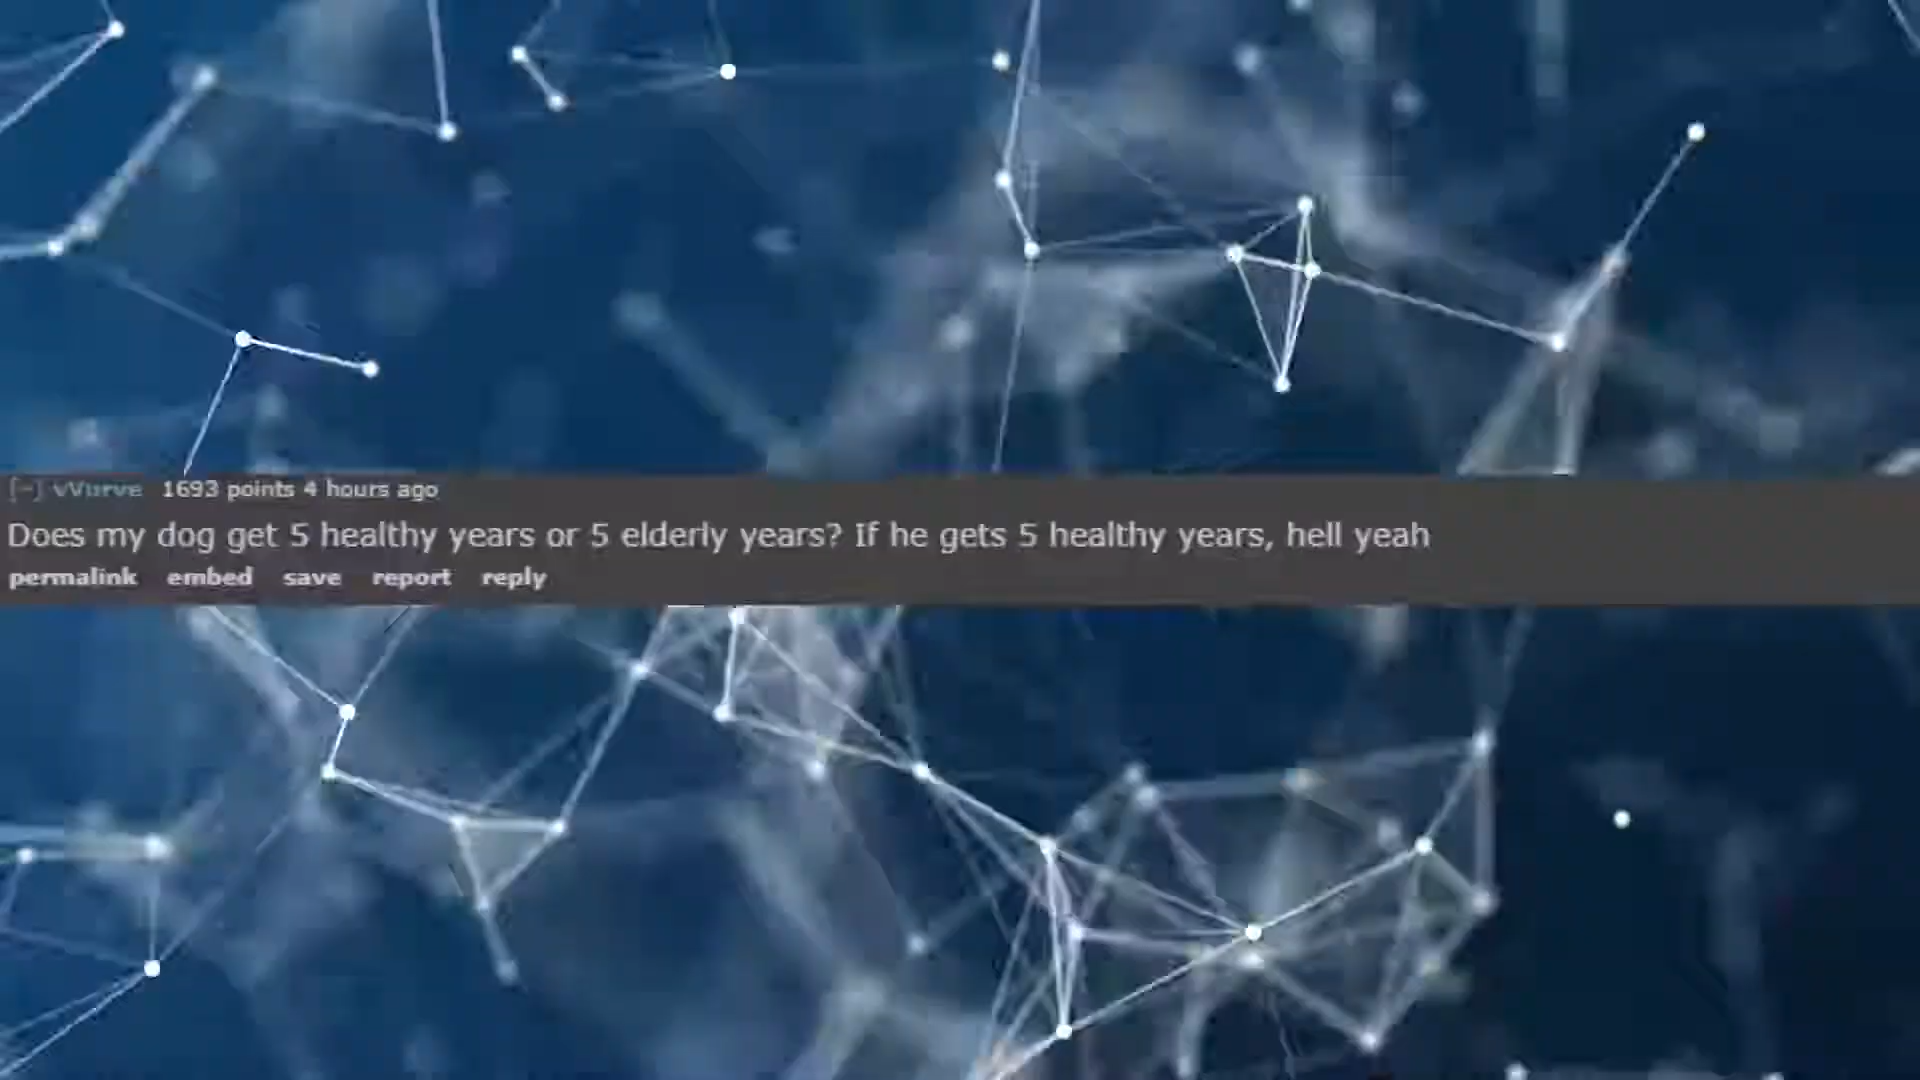 [–] vVurve 1693 points 4 hours ago
Does my dog get 5 healthy years or 5 elderly years? If he gets 5 healthy years, hell yeah
permalink embed save report reply